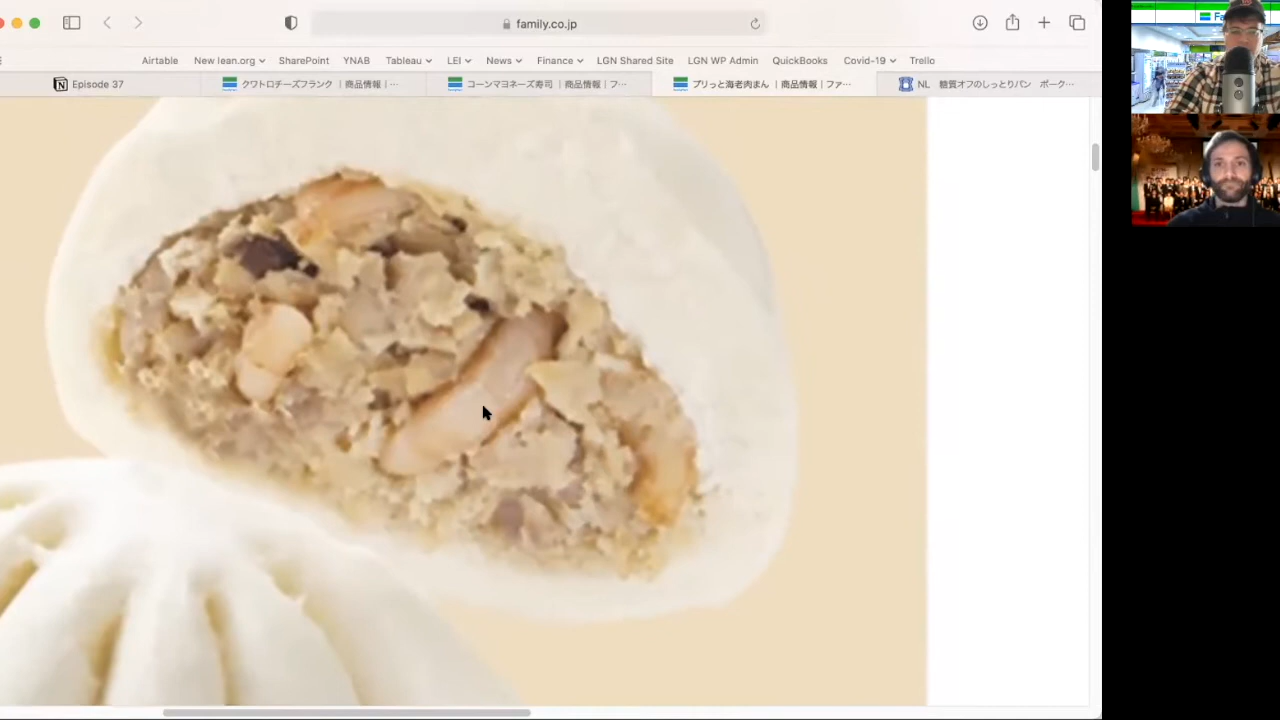 family.co.jp
Airtable New lean.org SharePoint YNAB Tableau LEI News Finance LGN Shared Site LGN WP Admin QuickBooks Covid-19 Trello
Episode 37 クワトロチーズフランク ｜商品情報｜… コーンマヨネーズ寿司 ｜商品情報｜フ… プリっと海老肉まん ｜商品情報｜ファ… NL 糖質オフのしっとりパン ポーク…
Fa